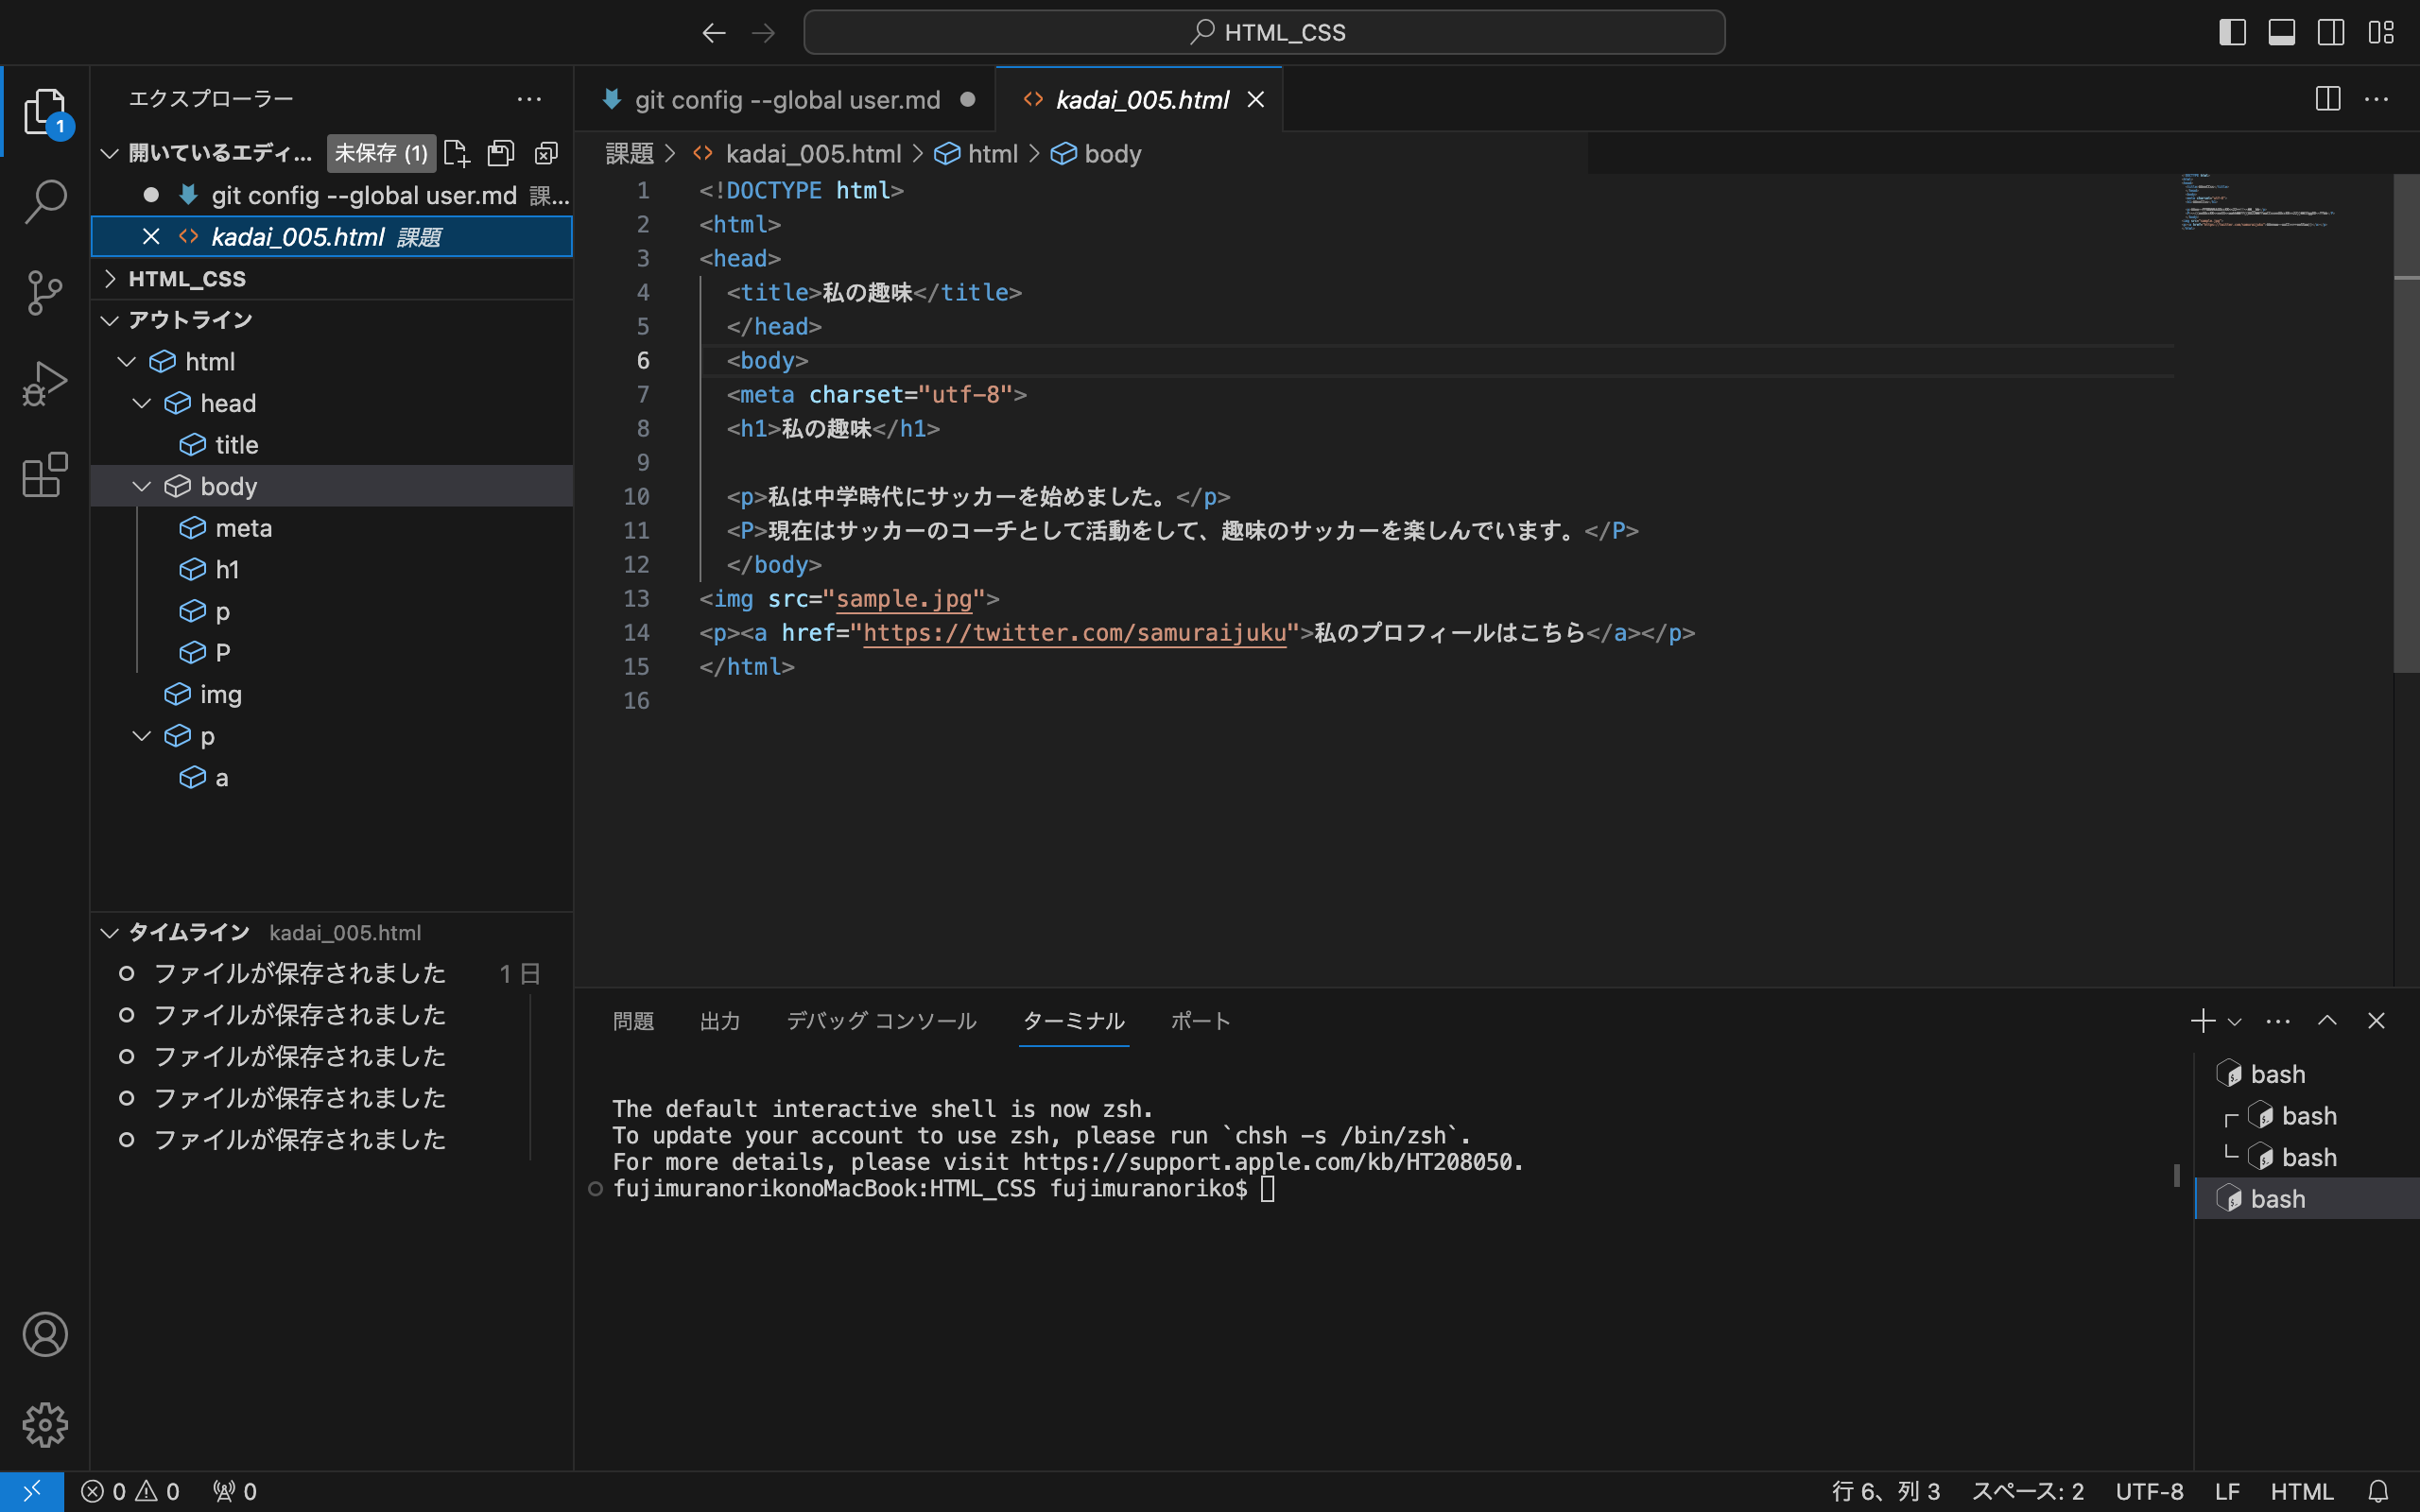 HTML_CSS
エクスプローラー
1
開いているエディ...
未保存 (1)
git config --global user.md 課...
kadai_005.html 課題
HTML_CSS
アウトライン
html
head
title
body
meta
h1
p
P
img
p
a
タイムライン kadai_005.html
ファイルが保存されました 1 日
ファイルが保存されました
ファイルが保存されました
ファイルが保存されました
ファイルが保存されました
git config --global user.md
kadai_005.html
課題 > kadai_005.html > html > body
1 <!DOCTYPE html>
2 <html>
3 <head>
4 <title>私の趣味</title>
5 </head>
6 <body>
7 <meta charset="utf-8">
8 <h1>私の趣味</h1>
9
10 <p>私は中学時代にサッカーを始めました。</p>
11 <P>現在はサッカーのコーチとして活動をして、趣味のサッカーを楽しんでいます。</P>
12 </body>
13 <img src="sample.jpg">
14 <p><a href="https://twitter.com/samuraijuku">私のプロフィールはこちら</a></p>
15 </html>
16
問題 出力 デバッグ コンソール ターミナル ポート
The default interactive shell is now zsh.
To update your account to use zsh, please run `chsh -s /bin/zsh`.
For more details, please visit https://support.apple.com/kb/HT208050.
fujimuranorikonoMacBook:HTML_CSS fujimuranoriko$
bash
bash
bash
bash
0 0 0
行 6、列 3 スペース: 2 UTF-8 LF HTML